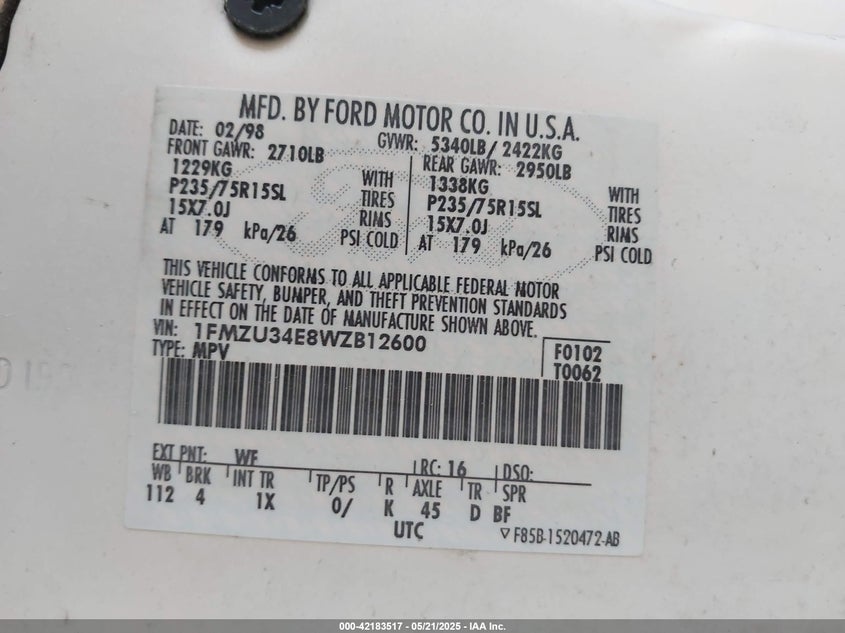 MFD. BY FORD MOTOR CO. IN U.S.A.
DATE: 02/98 GVWR: 5340LB/ 2422KG
FRONT GAWR: 2710LB REAR GAWR: 2950LB
1229KG WITH 1338KG WITH
P235/75R15SL TIRES P235/75R15SL TIRES
15X7.0J RIMS 15X7.0J RIMS
AT 179 kPa/26 PSI COLD AT 179 kPa/26 PSI COLD
THIS VEHICLE CONFORMS TO ALL APPLICABLE FEDERAL MOTOR
VEHICLE SAFETY, BUMPER, AND THEFT PREVENTION STANDARDS
IN EFFECT ON THE DATE OF MANUFACTURE SHOWN ABOVE.
VIN: 1FMZU34E8WZB12600 F0102
TYPE: MPV T0062
EXT PNT: WF RC: 16 DSO:
WB BRK INT TR TP/PS R AXLE TR SPR
112 4 1X 0/ K 45 D BF
UTC F85B-1520472-AB
000-42183517 - 05/21/2025 - IAA Inc.